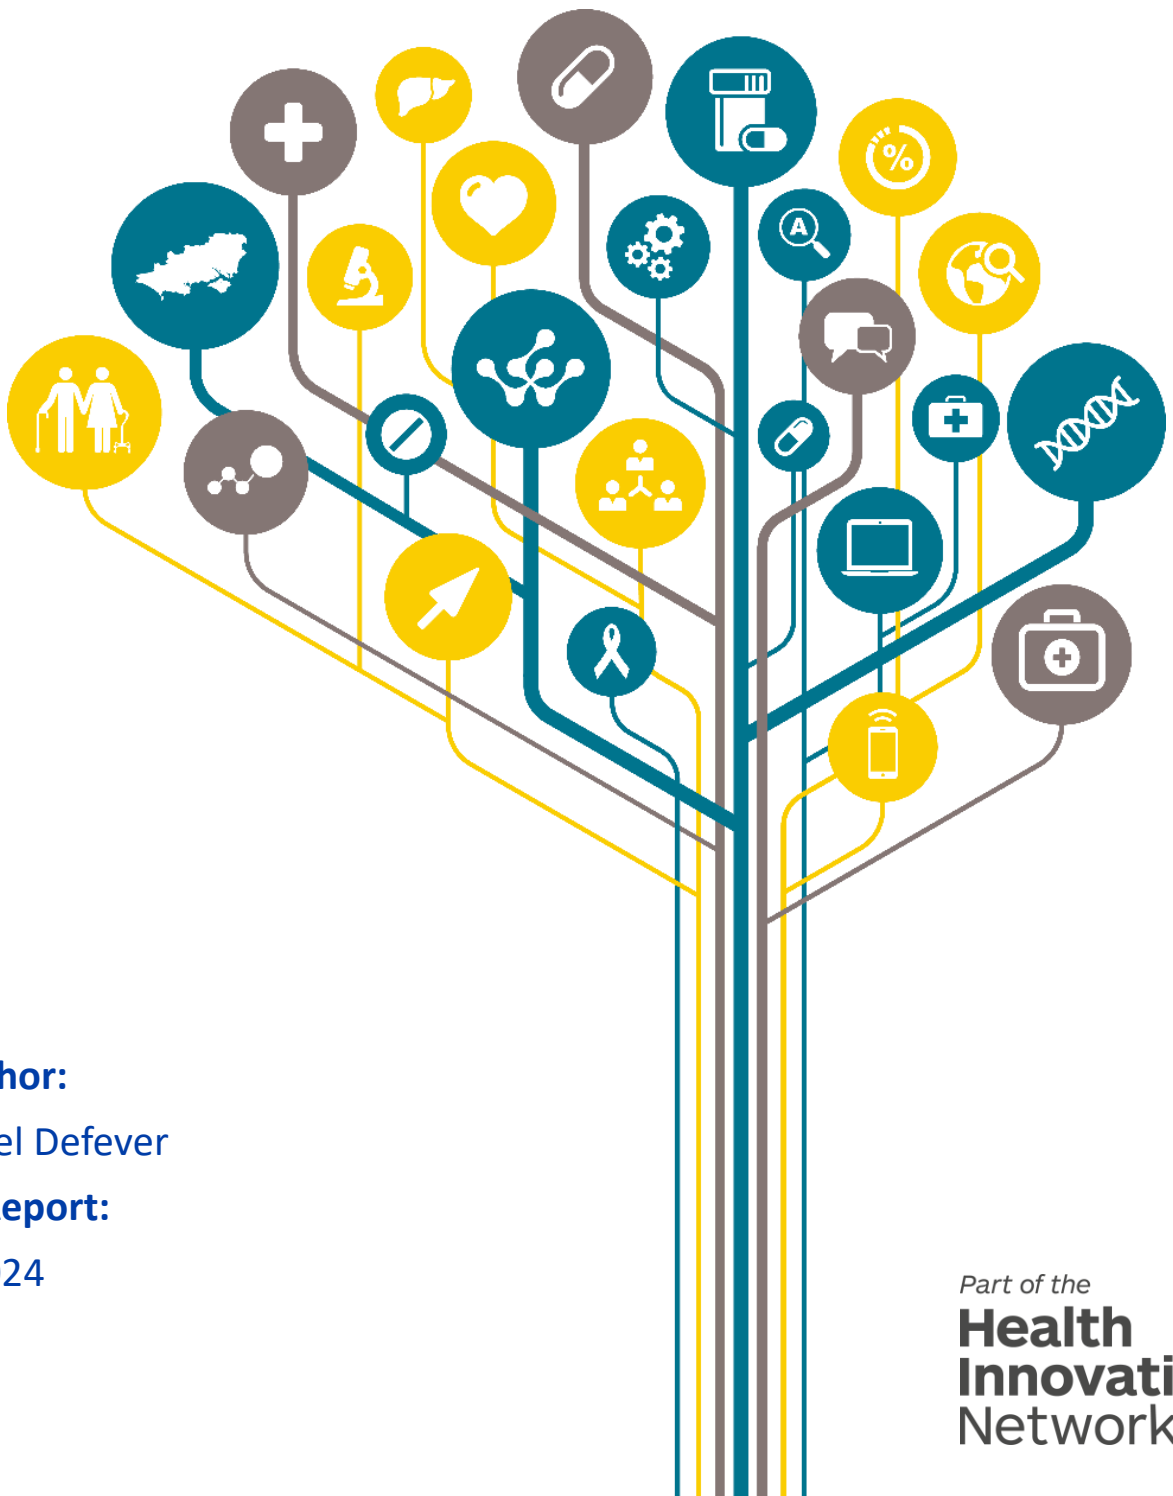 hor:
el Defever
eport:
24
%
A
Part of the
Health
Innovati
Network